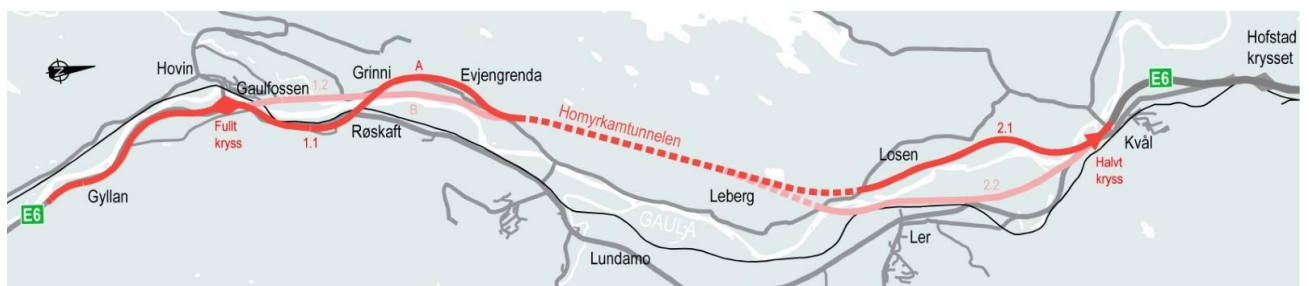 Hofstad
krysset
E6
Hovin
Grinni
A
Evjengrenda
Gaulfossen
1.2
B
Homyrkamtunnelen
Fullt
kryss
1.1
Røskaft
Losen
2.1
Kvål
Halvt
kryss
Gyllan
Leberg
2.2
E6
GAULA
Ler
Lundamo
N